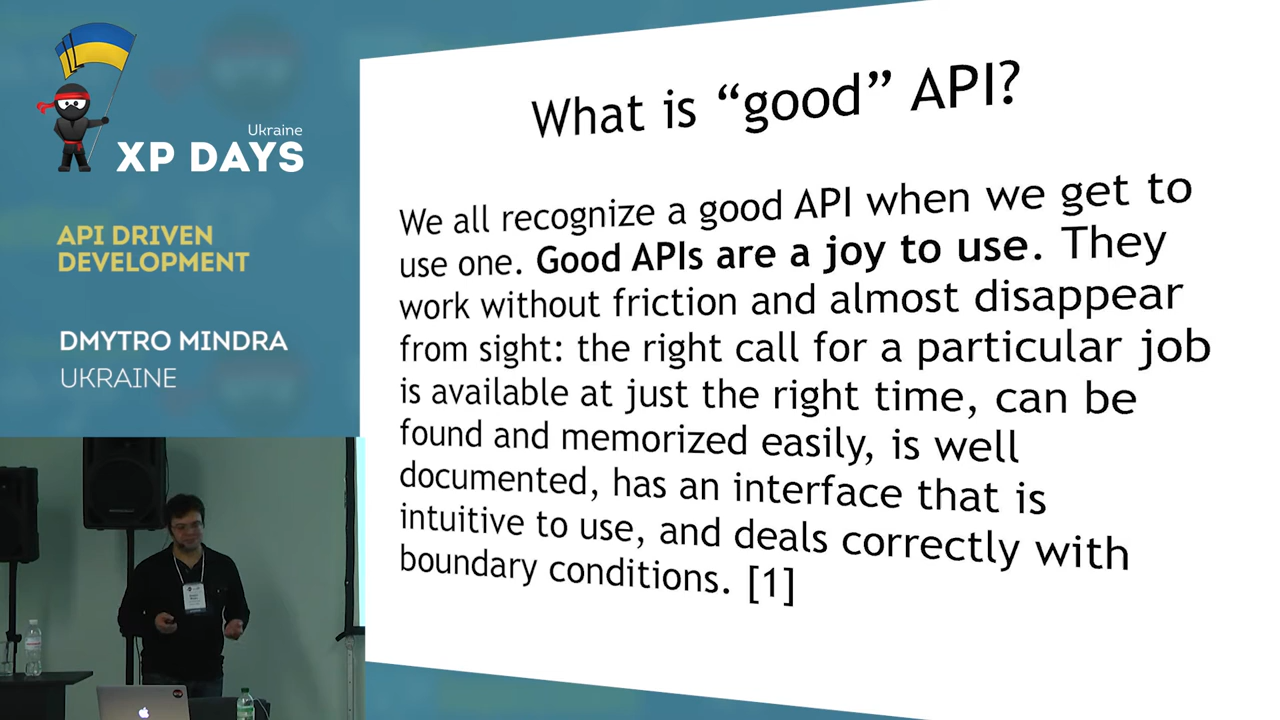 Ukraine
XP DAYS
API DRIVEN
DEVELOPMENT
DMYTRO MINDRA
UKRAINE
What is “good” API?
We all recognize a good API when we get to
use one. Good APIs are a joy to use. They
work without friction and almost disappear
from sight: the right call for a particular job
is available at just the right time, can be
found and memorized easily, is well
documented, has an interface that is
intuitive to use, and deals correctly with
boundary conditions. [1]